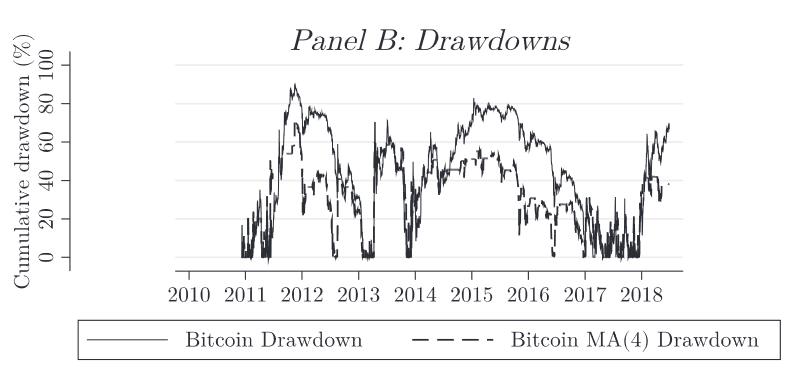 Panel B: Drawdowns
Cumulative drawdown (%)
100
80
60
40
20
0
2010 2011 2012 2013 2014 2015 2016 2017 2018
Bitcoin Drawdown Bitcoin MA(4) Drawdown